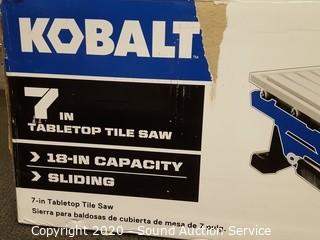 KOBALT
7 IN
TABLETOP TILE SAW
> 18-IN CAPACITY
> SLIDING
7-in Tabletop Tile Saw
Sierra para baldosas de cubierta de mesa de 7 pulg.
Copyright 2020 - Sound Auction Service